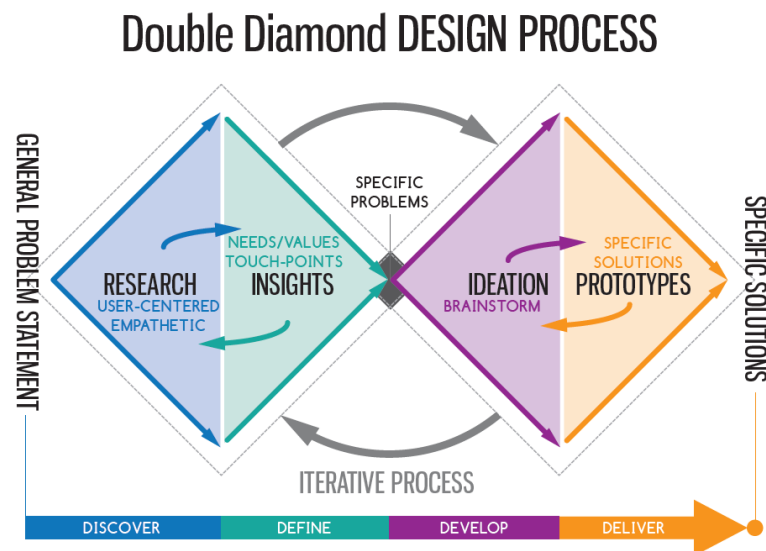 Double Diamond DESIGN PROCESS
GENERAL PROBLEM STATEMENT
SPECIFIC
PROBLEMS
RESEARCH
USER-CENTERED
EMPATHETIC
NEEDS/VALUES
TOUCH-POINTS
INSIGHTS
IDEATION
BRAINSTORM
SPECIFIC
SOLUTIONS
PROTOTYPES
SPECIFIC SOLUTIONS
ITERATIVE PROCESS
DISCOVER
DEFINE
DEVELOP
DELIVER